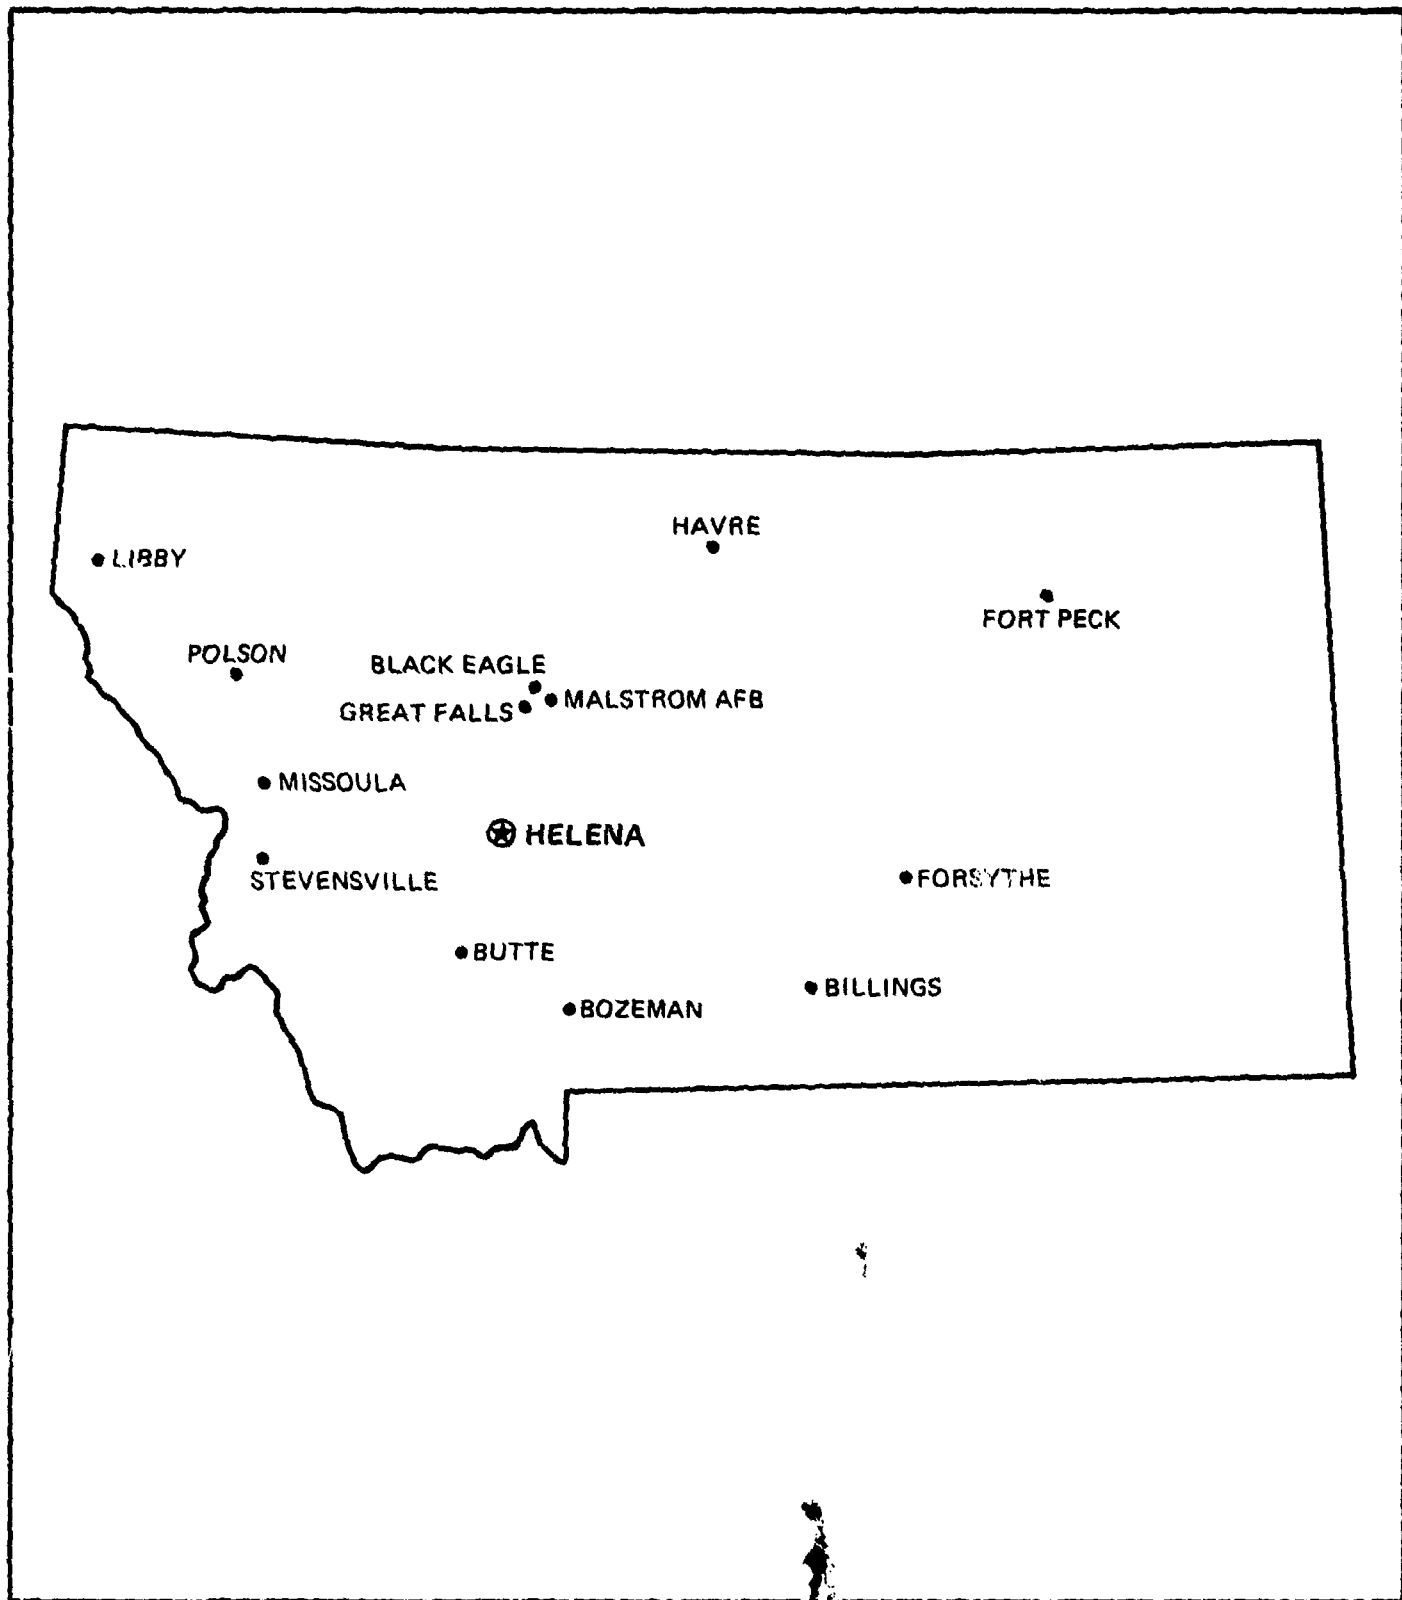 HAVRE
LIBBY
FORT PECK
POLSON
BLACK EAGLE
MALSTROM AFB
GREAT FALLS
MISSOULA
HELENA
STEVENSVILLE
FORSYTHE
BUTTE
BILLINGS
BOZEMAN